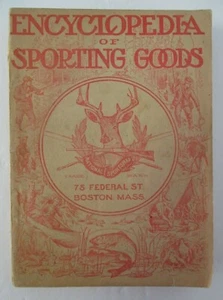 ENCYCLOPEDIA
OF
SPORTING GOODS
75 FEDERAL ST.
BOSTON MASS